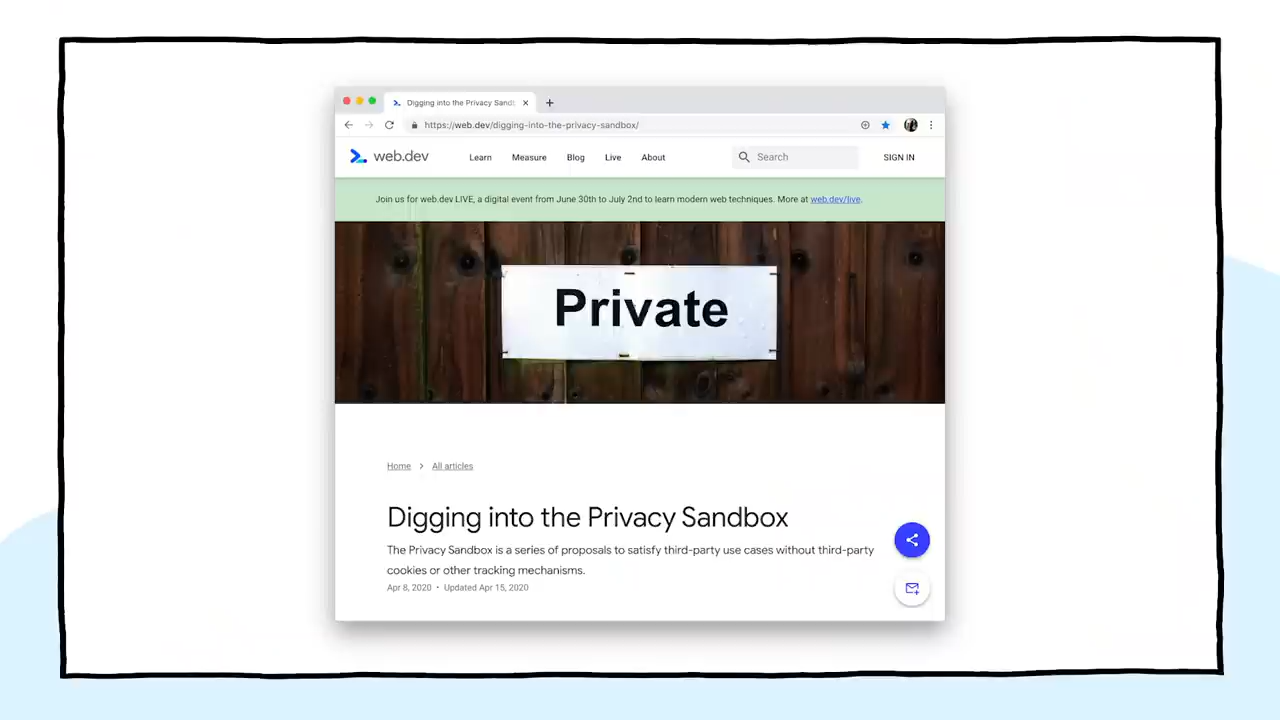 Digging into the Privacy Sandb
https://web.dev/digging-into-the-privacy-sandbox/
web.dev Learn Measure Blog Live About Search SIGN IN
Join us for web.dev LIVE, a digital event from June 30th to July 2nd to learn modern web techniques. More at web.dev/live.
Private
Home > All articles
Digging into the Privacy Sandbox
The Privacy Sandbox is a series of proposals to satisfy third-party use cases without third-party
cookies or other tracking mechanisms.
Apr 8, 2020 • Updated Apr 15, 2020